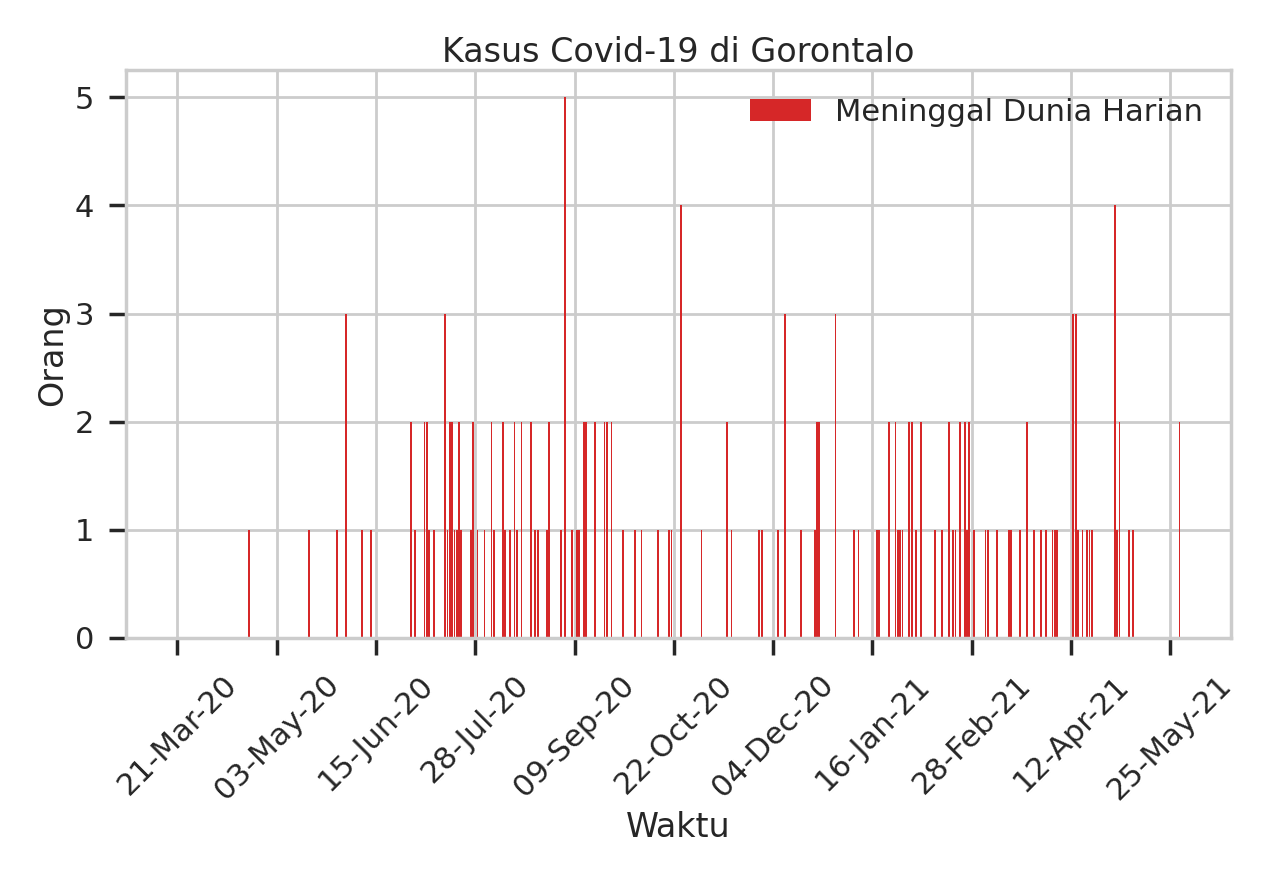 Kasus Covid-19 di Gorontalo
Meninggal Dunia Harian
Orang
5
4
3
2
1
0
21-Mar-20
03-May-20
15-Jun-20
28-Jul-20
09-Sep-20
22-Oct-20
04-Dec-20
16-Jan-21
28-Feb-21
12-Apr-21
25-May-21
Waktu